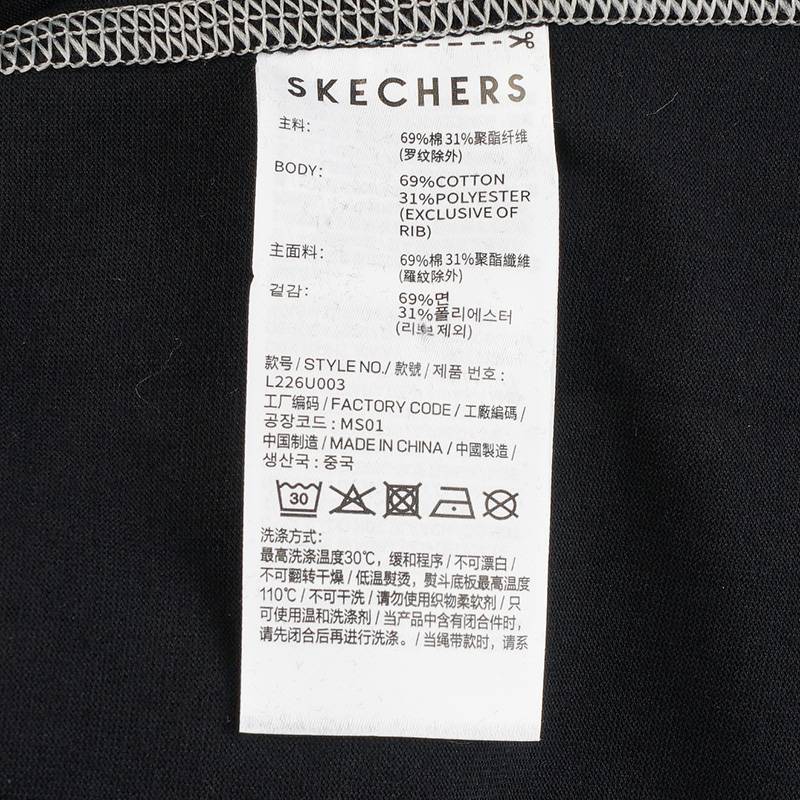 SKECHERS
主料：
69%棉 31%聚酯纤维
(罗纹除外)
BODY：
69%COTTON
31%POLYESTER
(EXCLUSIVE OF
RIB)
主面料：
69%棉 31%聚酯纖維
(羅紋除外)
겉감：
69%면
31%폴리에스터
(리브제외)
款号 / STYLE NO./ 款號 / 제품 번호 :
L226U003
工厂编码 / FACTORY CODE / 工廠編碼 /
공장코드 : MS01
中国制造 / MADE IN CHINA / 中國製造 /
생산국 : 중국
30
洗涤方式：
最高洗涤温度30℃，缓和程序 / 不可漂白 /
不可翻转干燥 / 低温熨烫，熨斗底板最高温度
110℃ / 不可干洗 / 请勿使用织物柔软剂 / 只
可使用温和洗涤剂 / 当产品中含有闭合件时，
请先闭合后再进行洗涤。 / 当绳带款时，请系